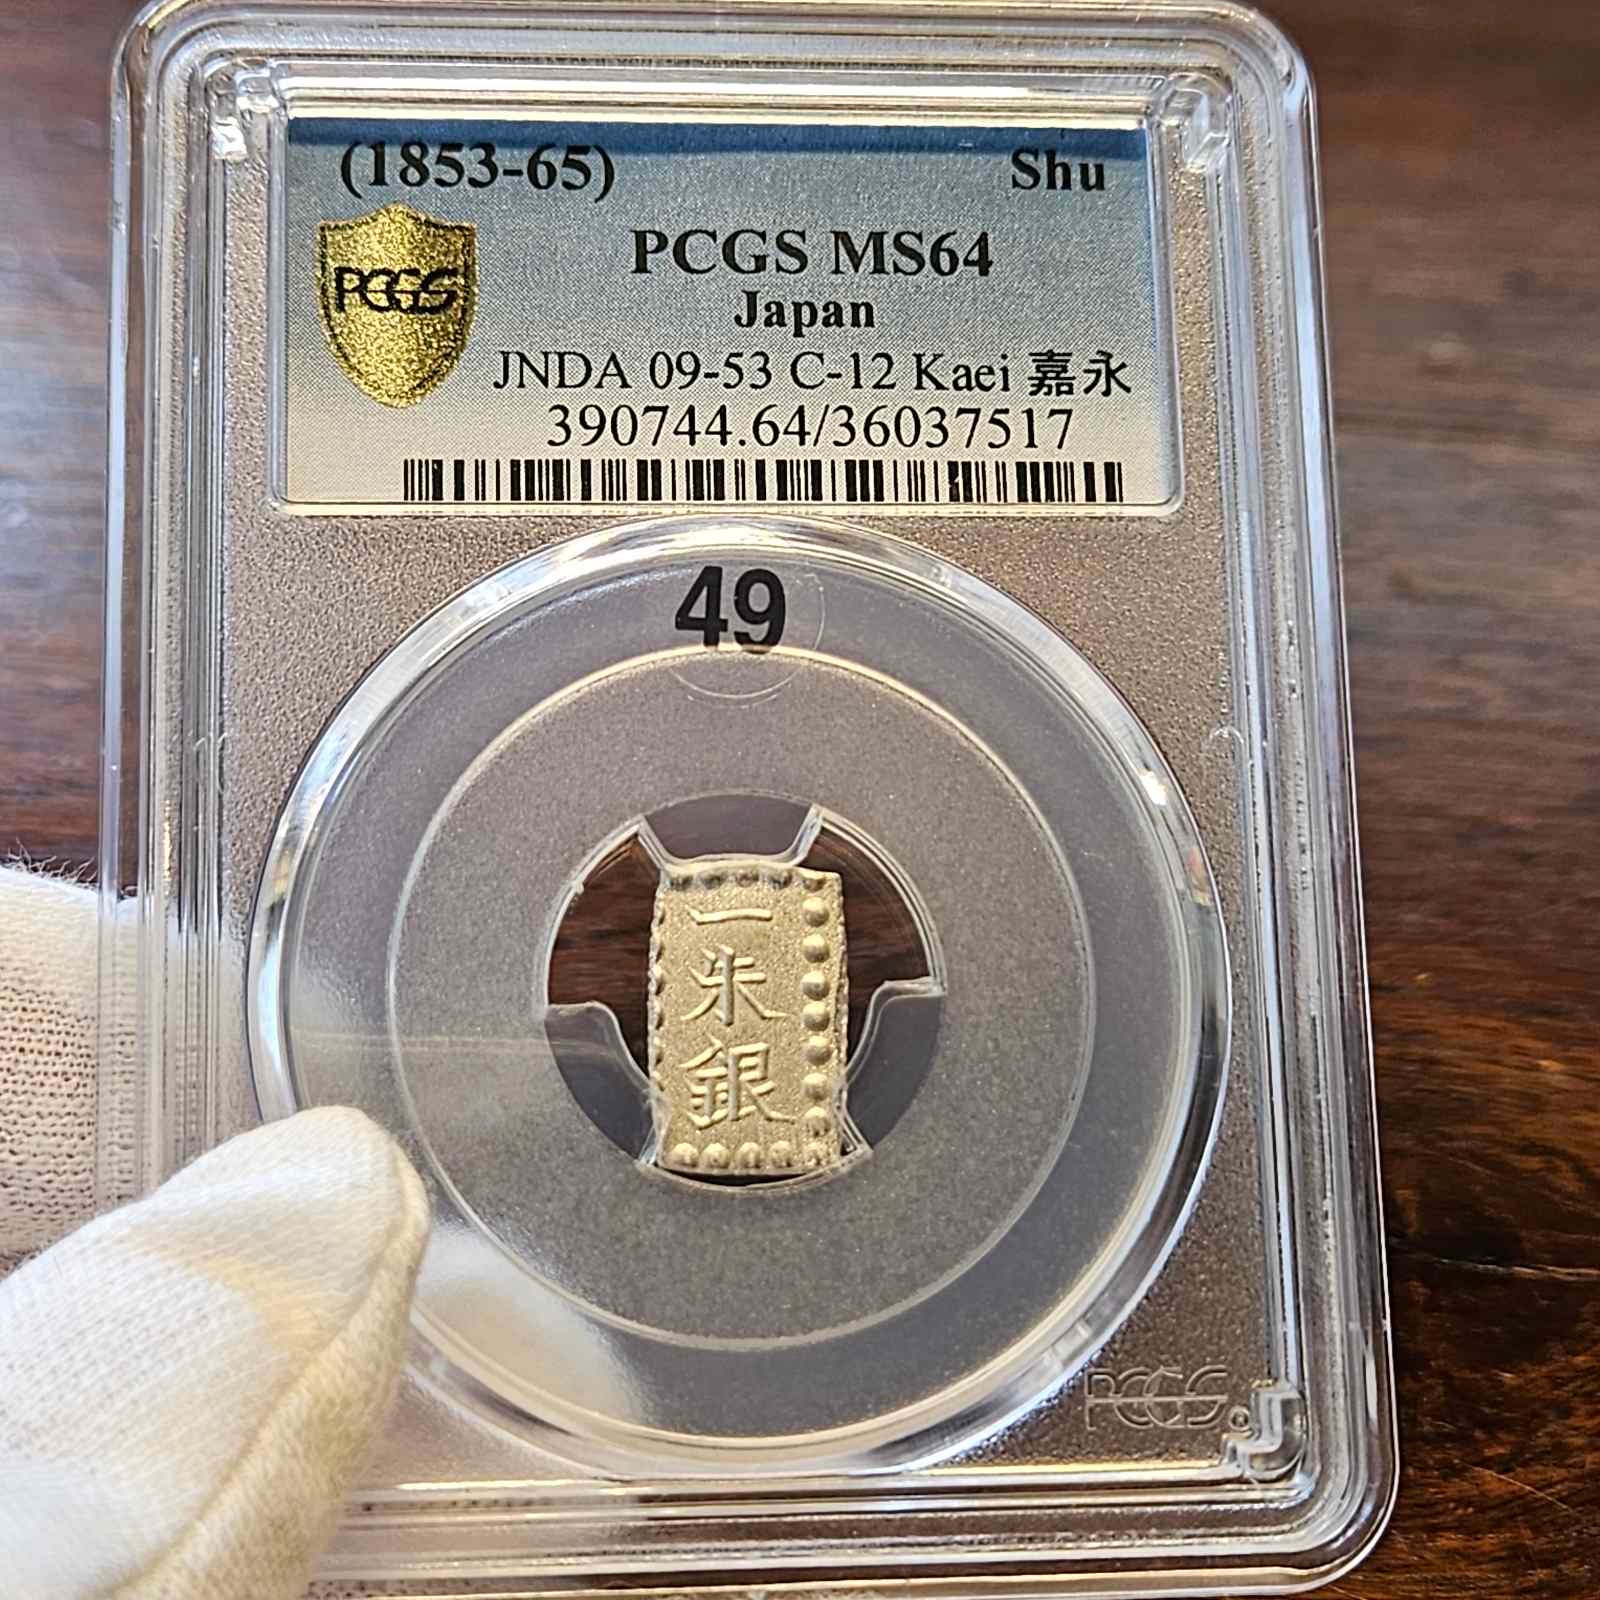 (1853-65) Shu
PCGS
PCGS MS64
Japan
JNDA 09-53 C-12 Kaei 嘉永
390744.64/36037517
49
一朱銀
PCGS